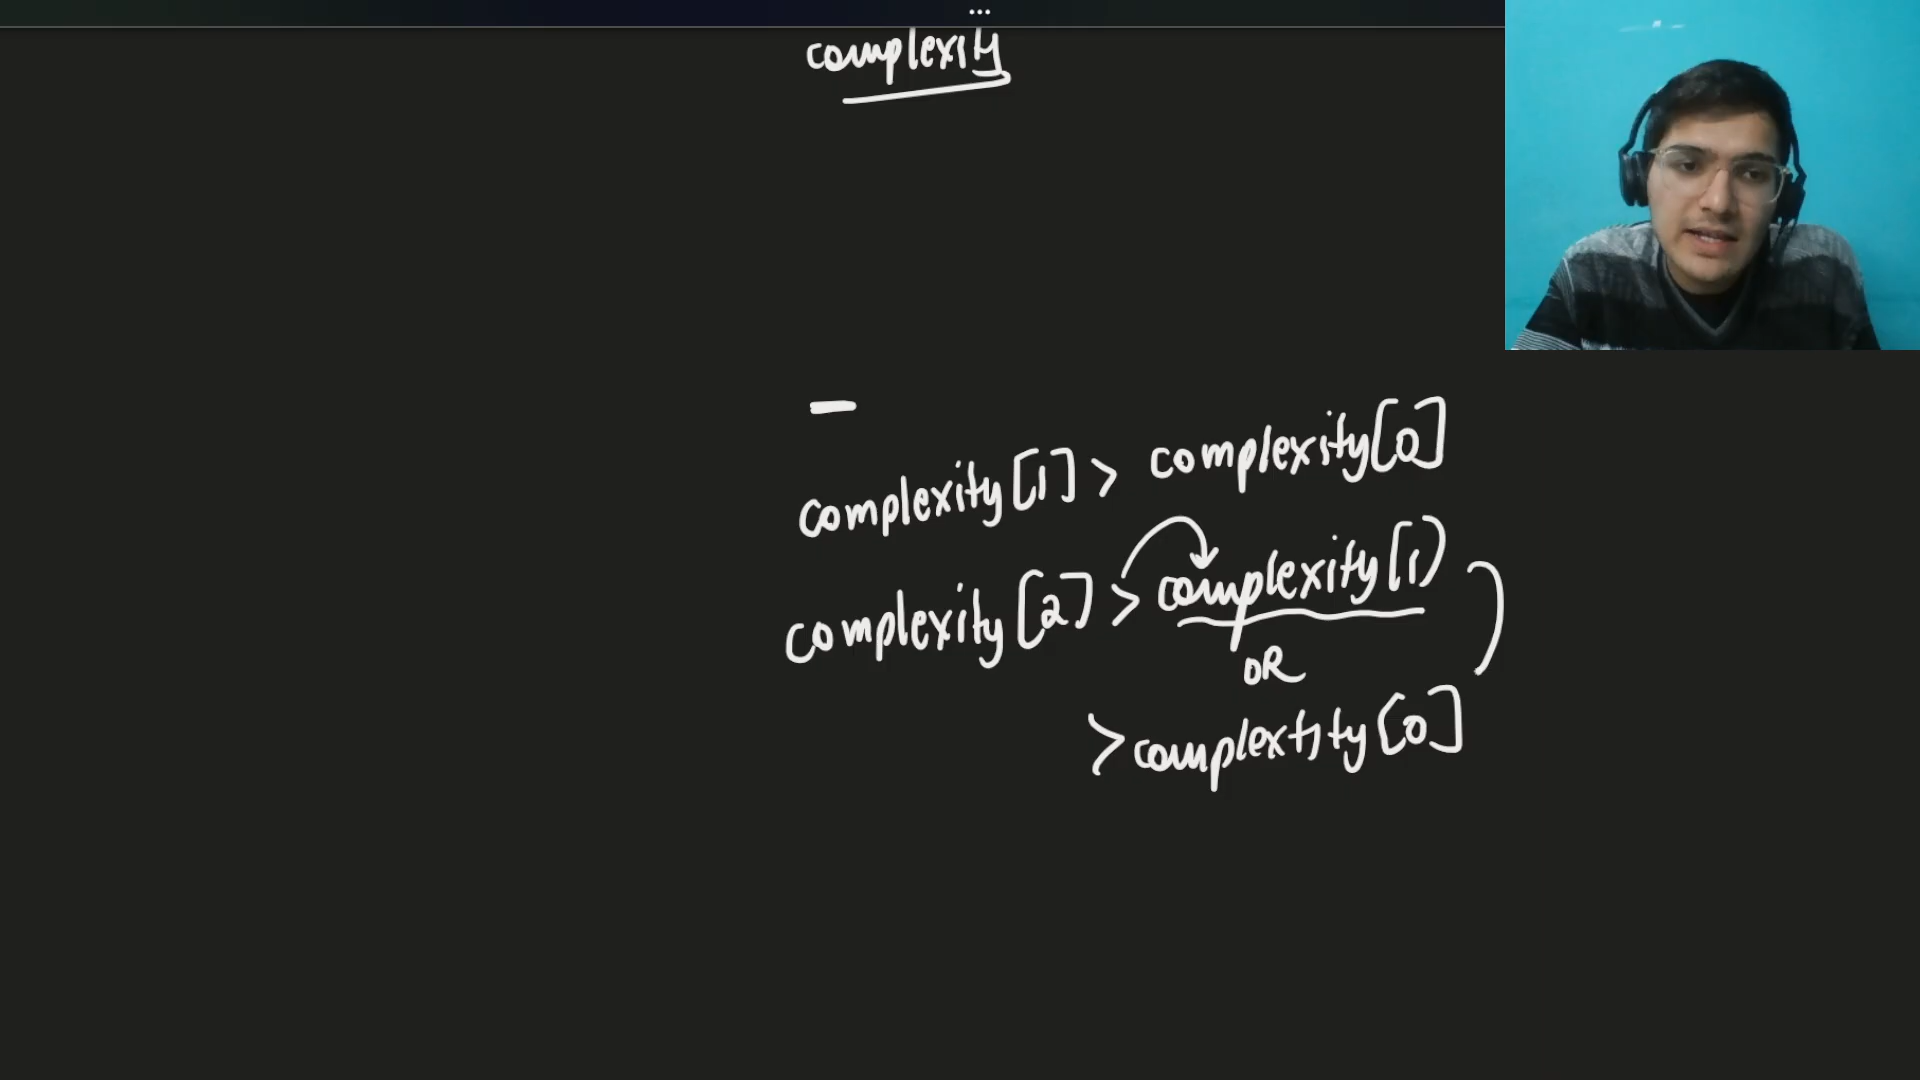 complexity
complexity[1] > complexity[0]
complexity[2] > complexity[1)
OR
> complextity[0]